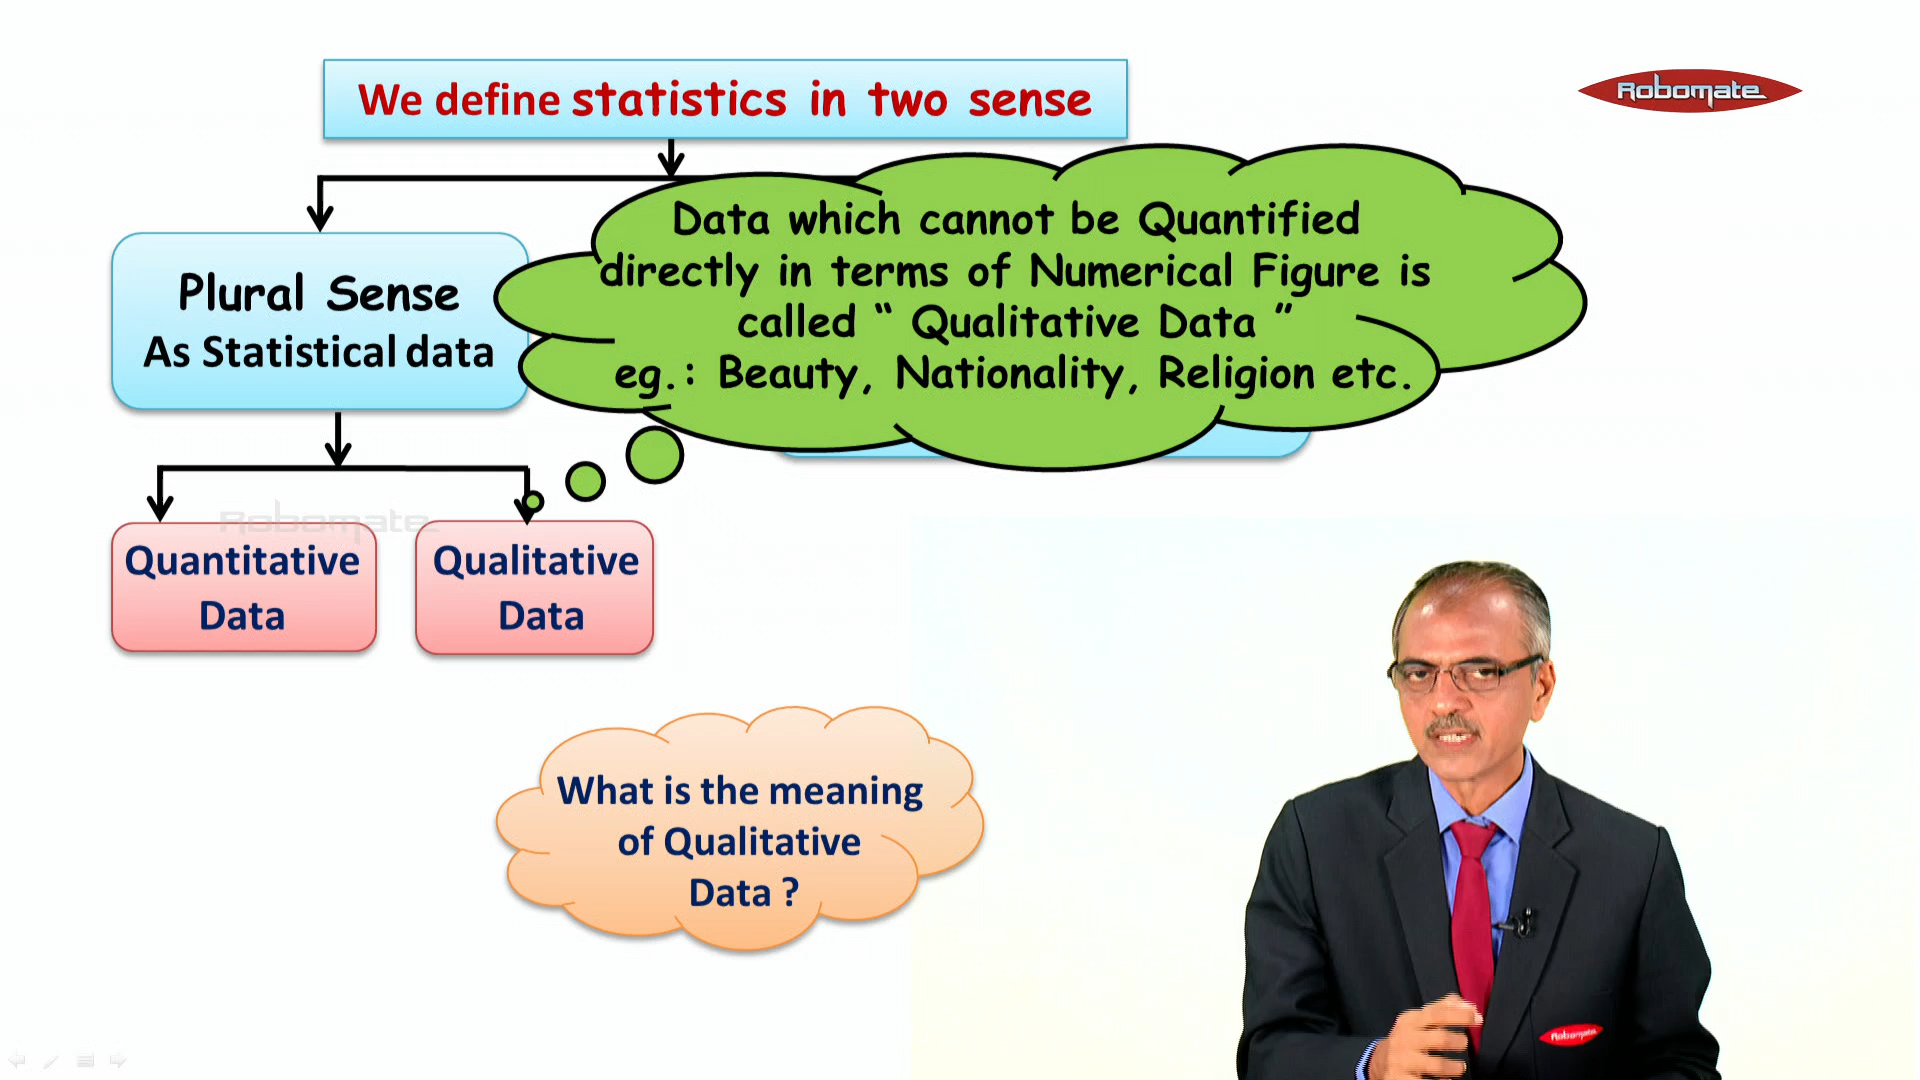 We define statistics in two sense
Robomate
Data which cannot be Quantified
directly in terms of Numerical Figure is
called “ Qualitative Data ”
eg.: Beauty, Nationality, Religion etc.
Plural Sense
As Statistical data
Robomate
Quantitative
Data
Qualitative
Data
What is the meaning
of Qualitative
Data ?
Robomate